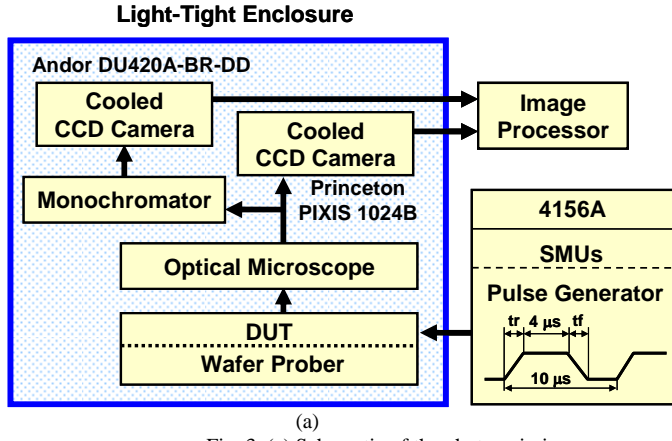 Light-Tight Enclosure
Andor DU420A-BR-DD
Cooled
CCD Camera
Cooled
CCD Camera
Image
Processor
Monochromator
Princeton
PIXIS 1024B
4156A
SMUs
Optical Microscope
Pulse Generator
tr 4 μs tf
DUT
Wafer Prober
10 μs
(a)